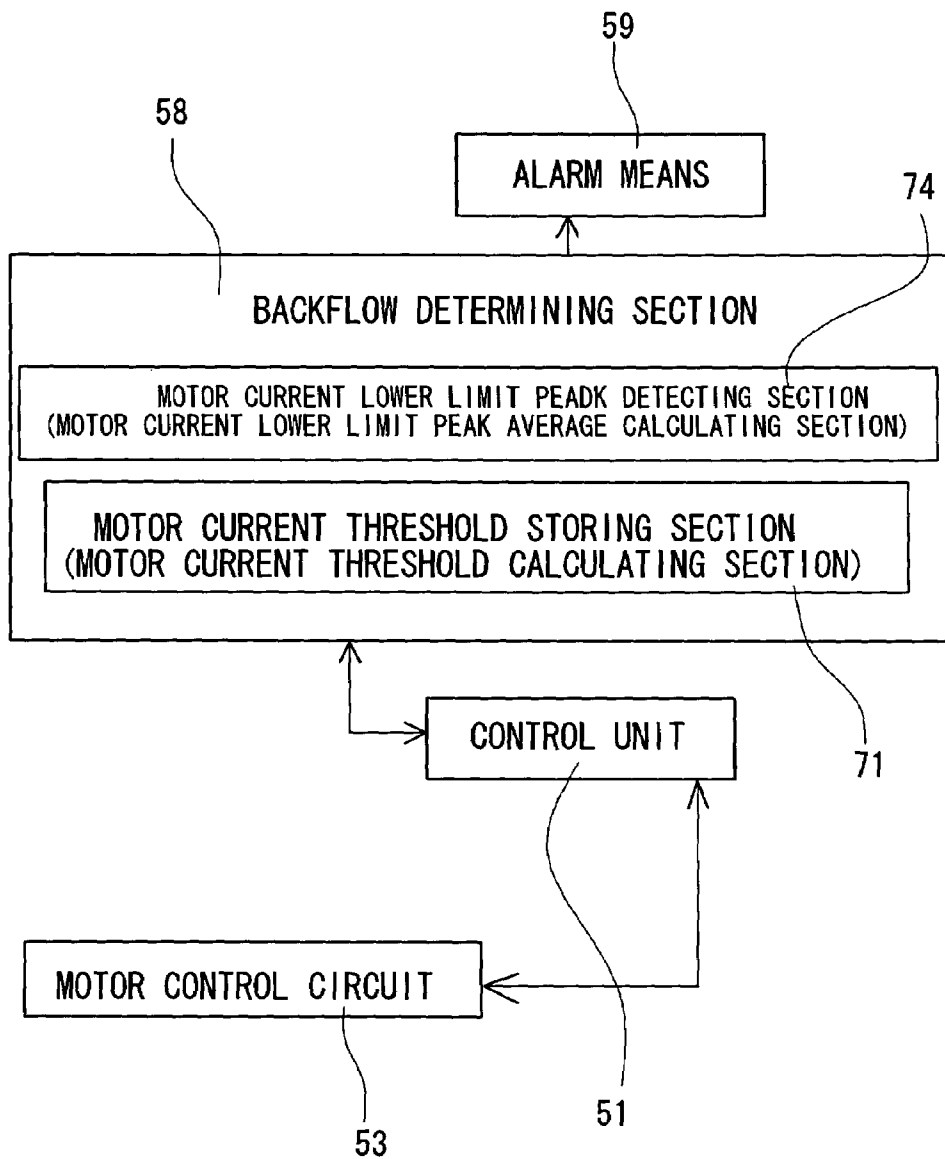 59
58
ALARM MEANS
74
BACKFLOW DETERMINING SECTION
MOTOR CURRENT LOWER LIMIT PEADK DETECTING SECTION
(MOTOR CURRENT LOWER LIMIT PEAK AVERAGE CALCULATING SECTION)
MOTOR CURRENT THRESHOLD STORING SECTION
(MOTOR CURRENT THRESHOLD CALCULATING SECTION)
CONTROL UNIT
71
MOTOR CONTROL CIRCUIT
51
53